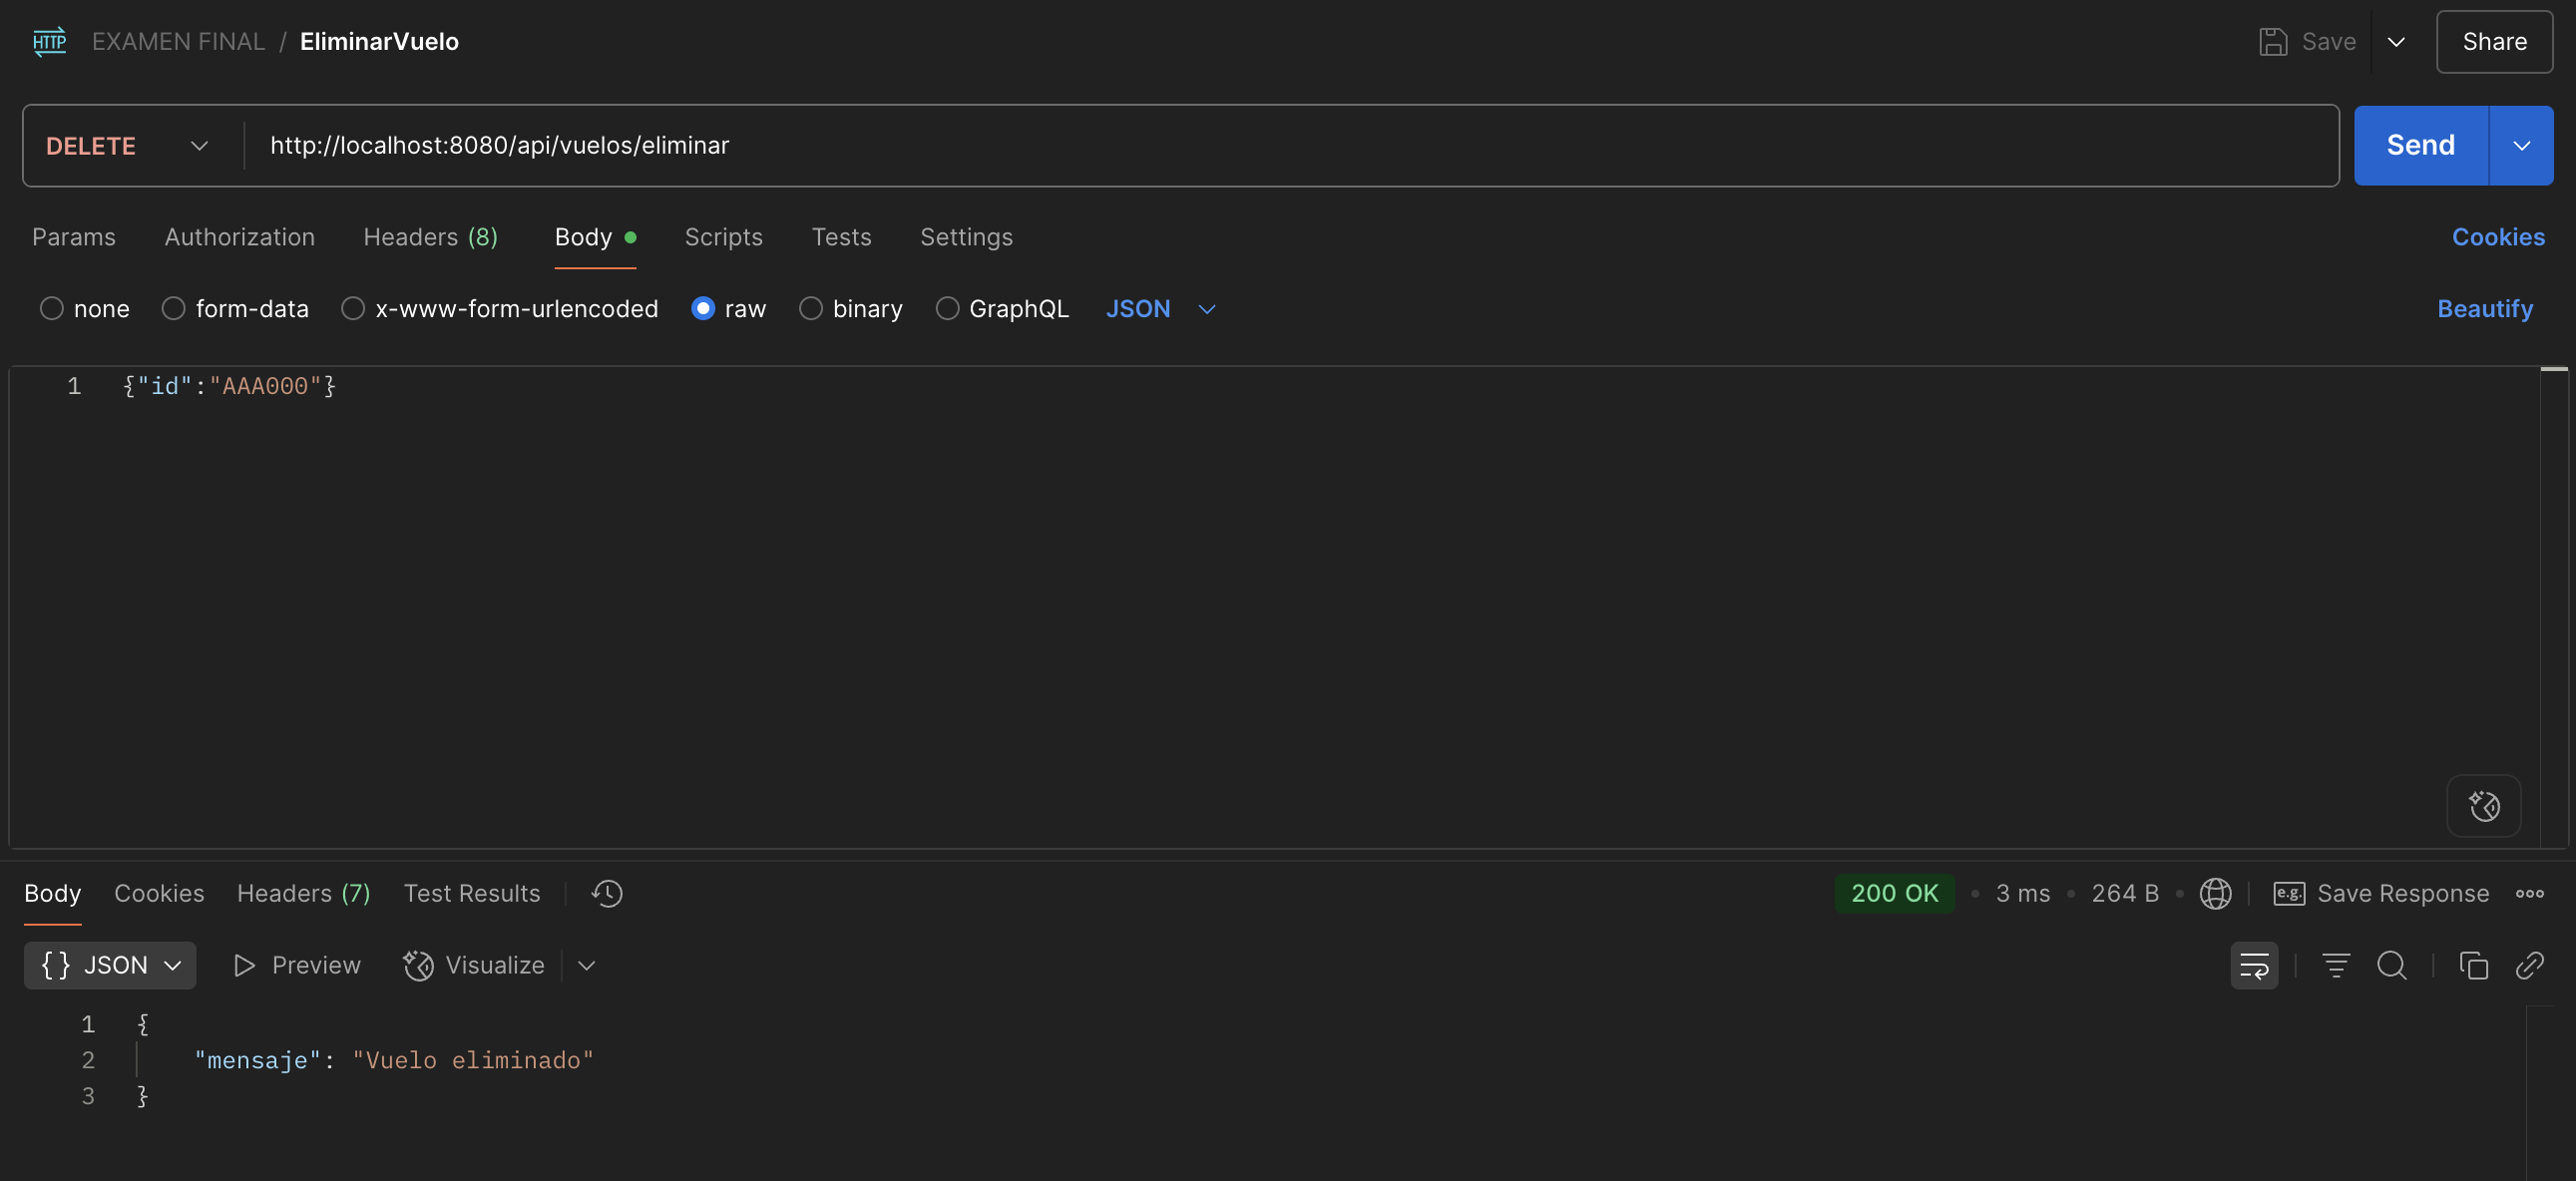 HTTP EXAMEN FINAL / EliminarVuelo Save Share
DELETE http://localhost:8080/api/vuelos/eliminar Send
Params Authorization Headers (8) Body Scripts Tests Settings Cookies
none form-data x-www-form-urlencoded raw binary GraphQL JSON Beautify
1 {"id":"AAA000"}
Body Cookies Headers (7) Test Results 200 OK • 3 ms • 264 B • e.g. Save Response
{} JSON Preview Visualize
1 {
2 "mensaje": "Vuelo eliminado"
3 }